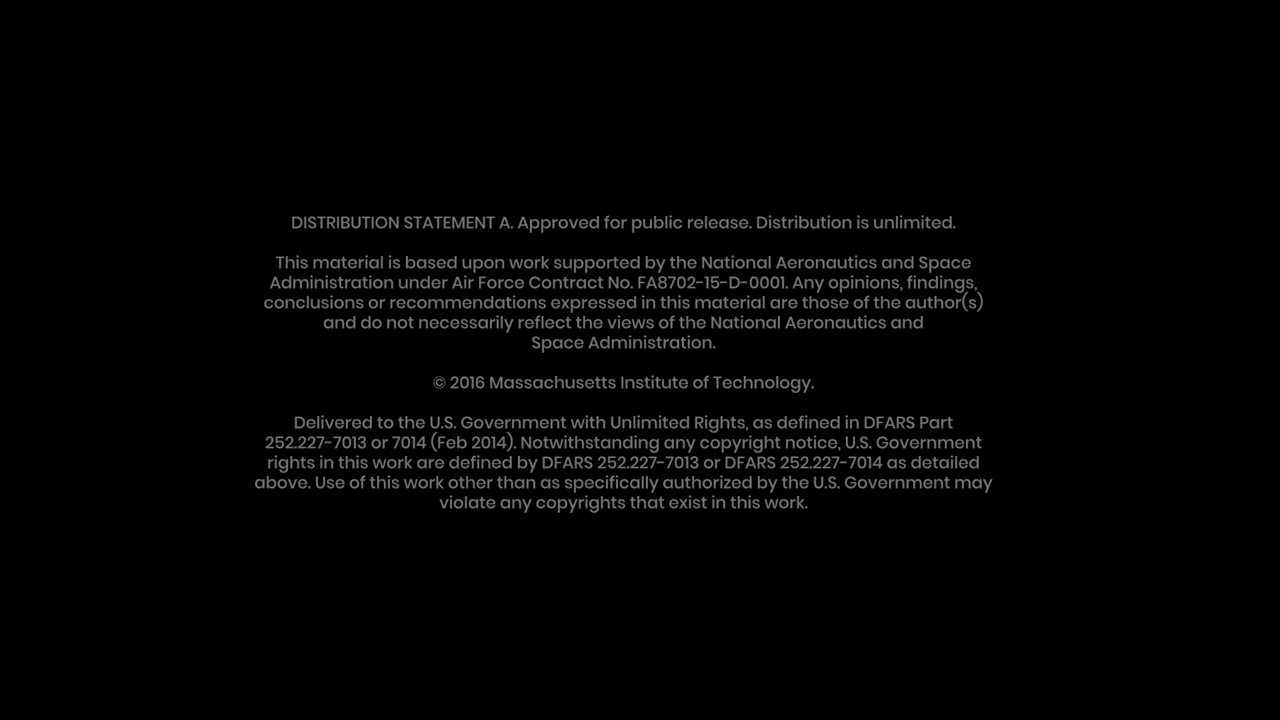 DISTRIBUTION STATEMENT A. Approved for public release. Distribution is unlimited.
This material is based upon work supported by the National Aeronautics and Space
Administration under Air Force Contract No. FA8702-15-D-0001. Any opinions, findings,
conclusions or recommendations expressed in this material are those of the author(s)
and do not necessarily reflect the views of the National Aeronautics and
Space Administration.
© 2016 Massachusetts Institute of Technology.
Delivered to the U.S. Government with Unlimited Rights, as defined in DFARS Part
252.227-7013 or 7014 (Feb 2014). Notwithstanding any copyright notice, U.S. Government
rights in this work are defined by DFARS 252.227-7013 or DFARS 252.227-7014 as detailed
above. Use of this work other than as specifically authorized by the U.S. Government may
violate any copyrights that exist in this work.